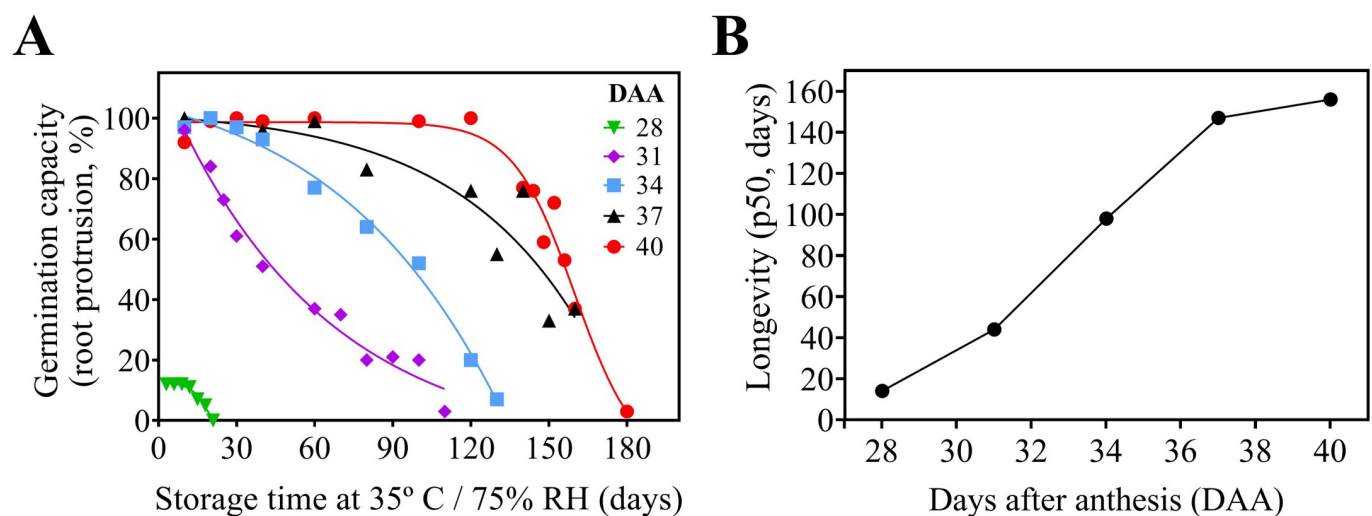 A
Germination capacity
(root protrusion, %)
100
80
60
40
20
0
0 30 60 90 120 150 180
Storage time at 35º C / 75% RH (days)
DAA
28
31
34
37
40
B
Longevity (p50, days)
160
140
120
100
80
60
40
20
0
28 30 32 34 36 38 40
Days after anthesis (DAA)